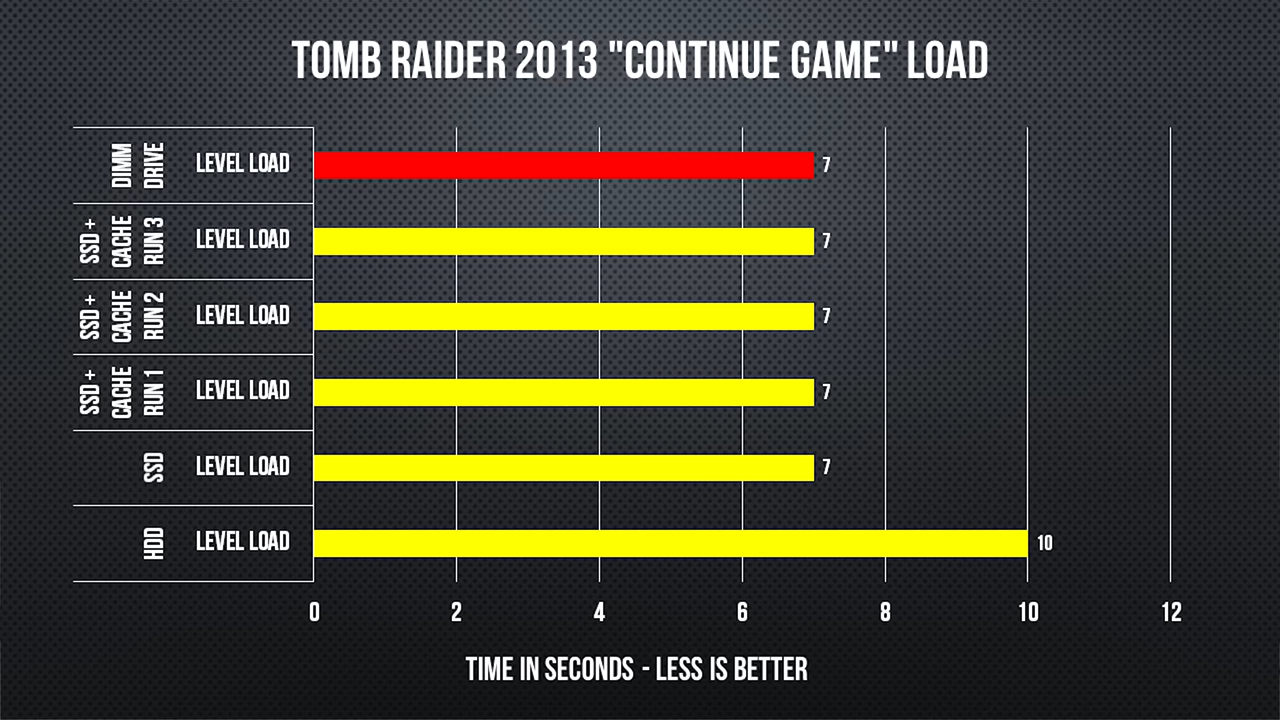 TOMB RAIDER 2013 "CONTINUE GAME" LOAD
DIMM
DRIVE
LEVEL LOAD
7
SSD +
CACHE
RUN 3
LEVEL LOAD
7
SSD +
CACHE
RUN 2
LEVEL LOAD
7
SSD +
CACHE
RUN 1
LEVEL LOAD
7
SSD
LEVEL LOAD
7
HDD
LEVEL LOAD
10
0 2 4 6 8 10 12
TIME IN SECONDS - LESS IS BETTER